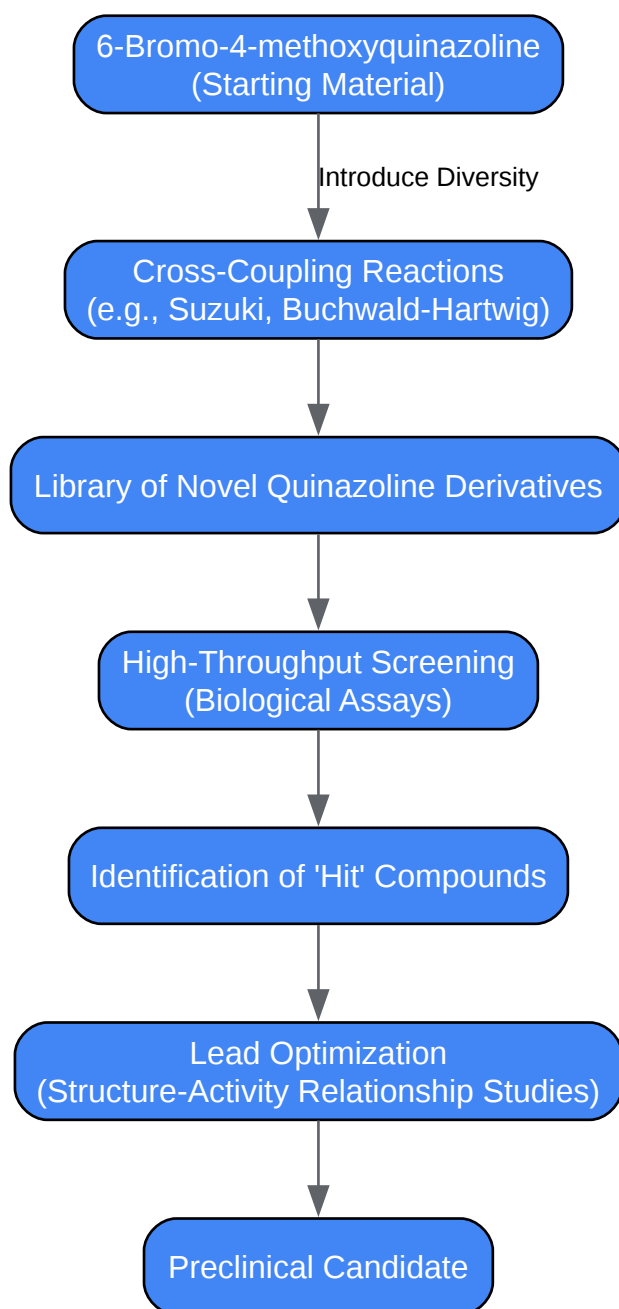 6-Bromo-4-methoxyquinazoline
(Starting Material)
Introduce Diversity
Cross-Coupling Reactions
(e.g., Suzuki, Buchwald-Hartwig)
Library of Novel Quinazoline Derivatives
High-Throughput Screening
(Biological Assays)
Identification of 'Hit' Compounds
Lead Optimization
(Structure-Activity Relationship Studies)
Preclinical Candidate